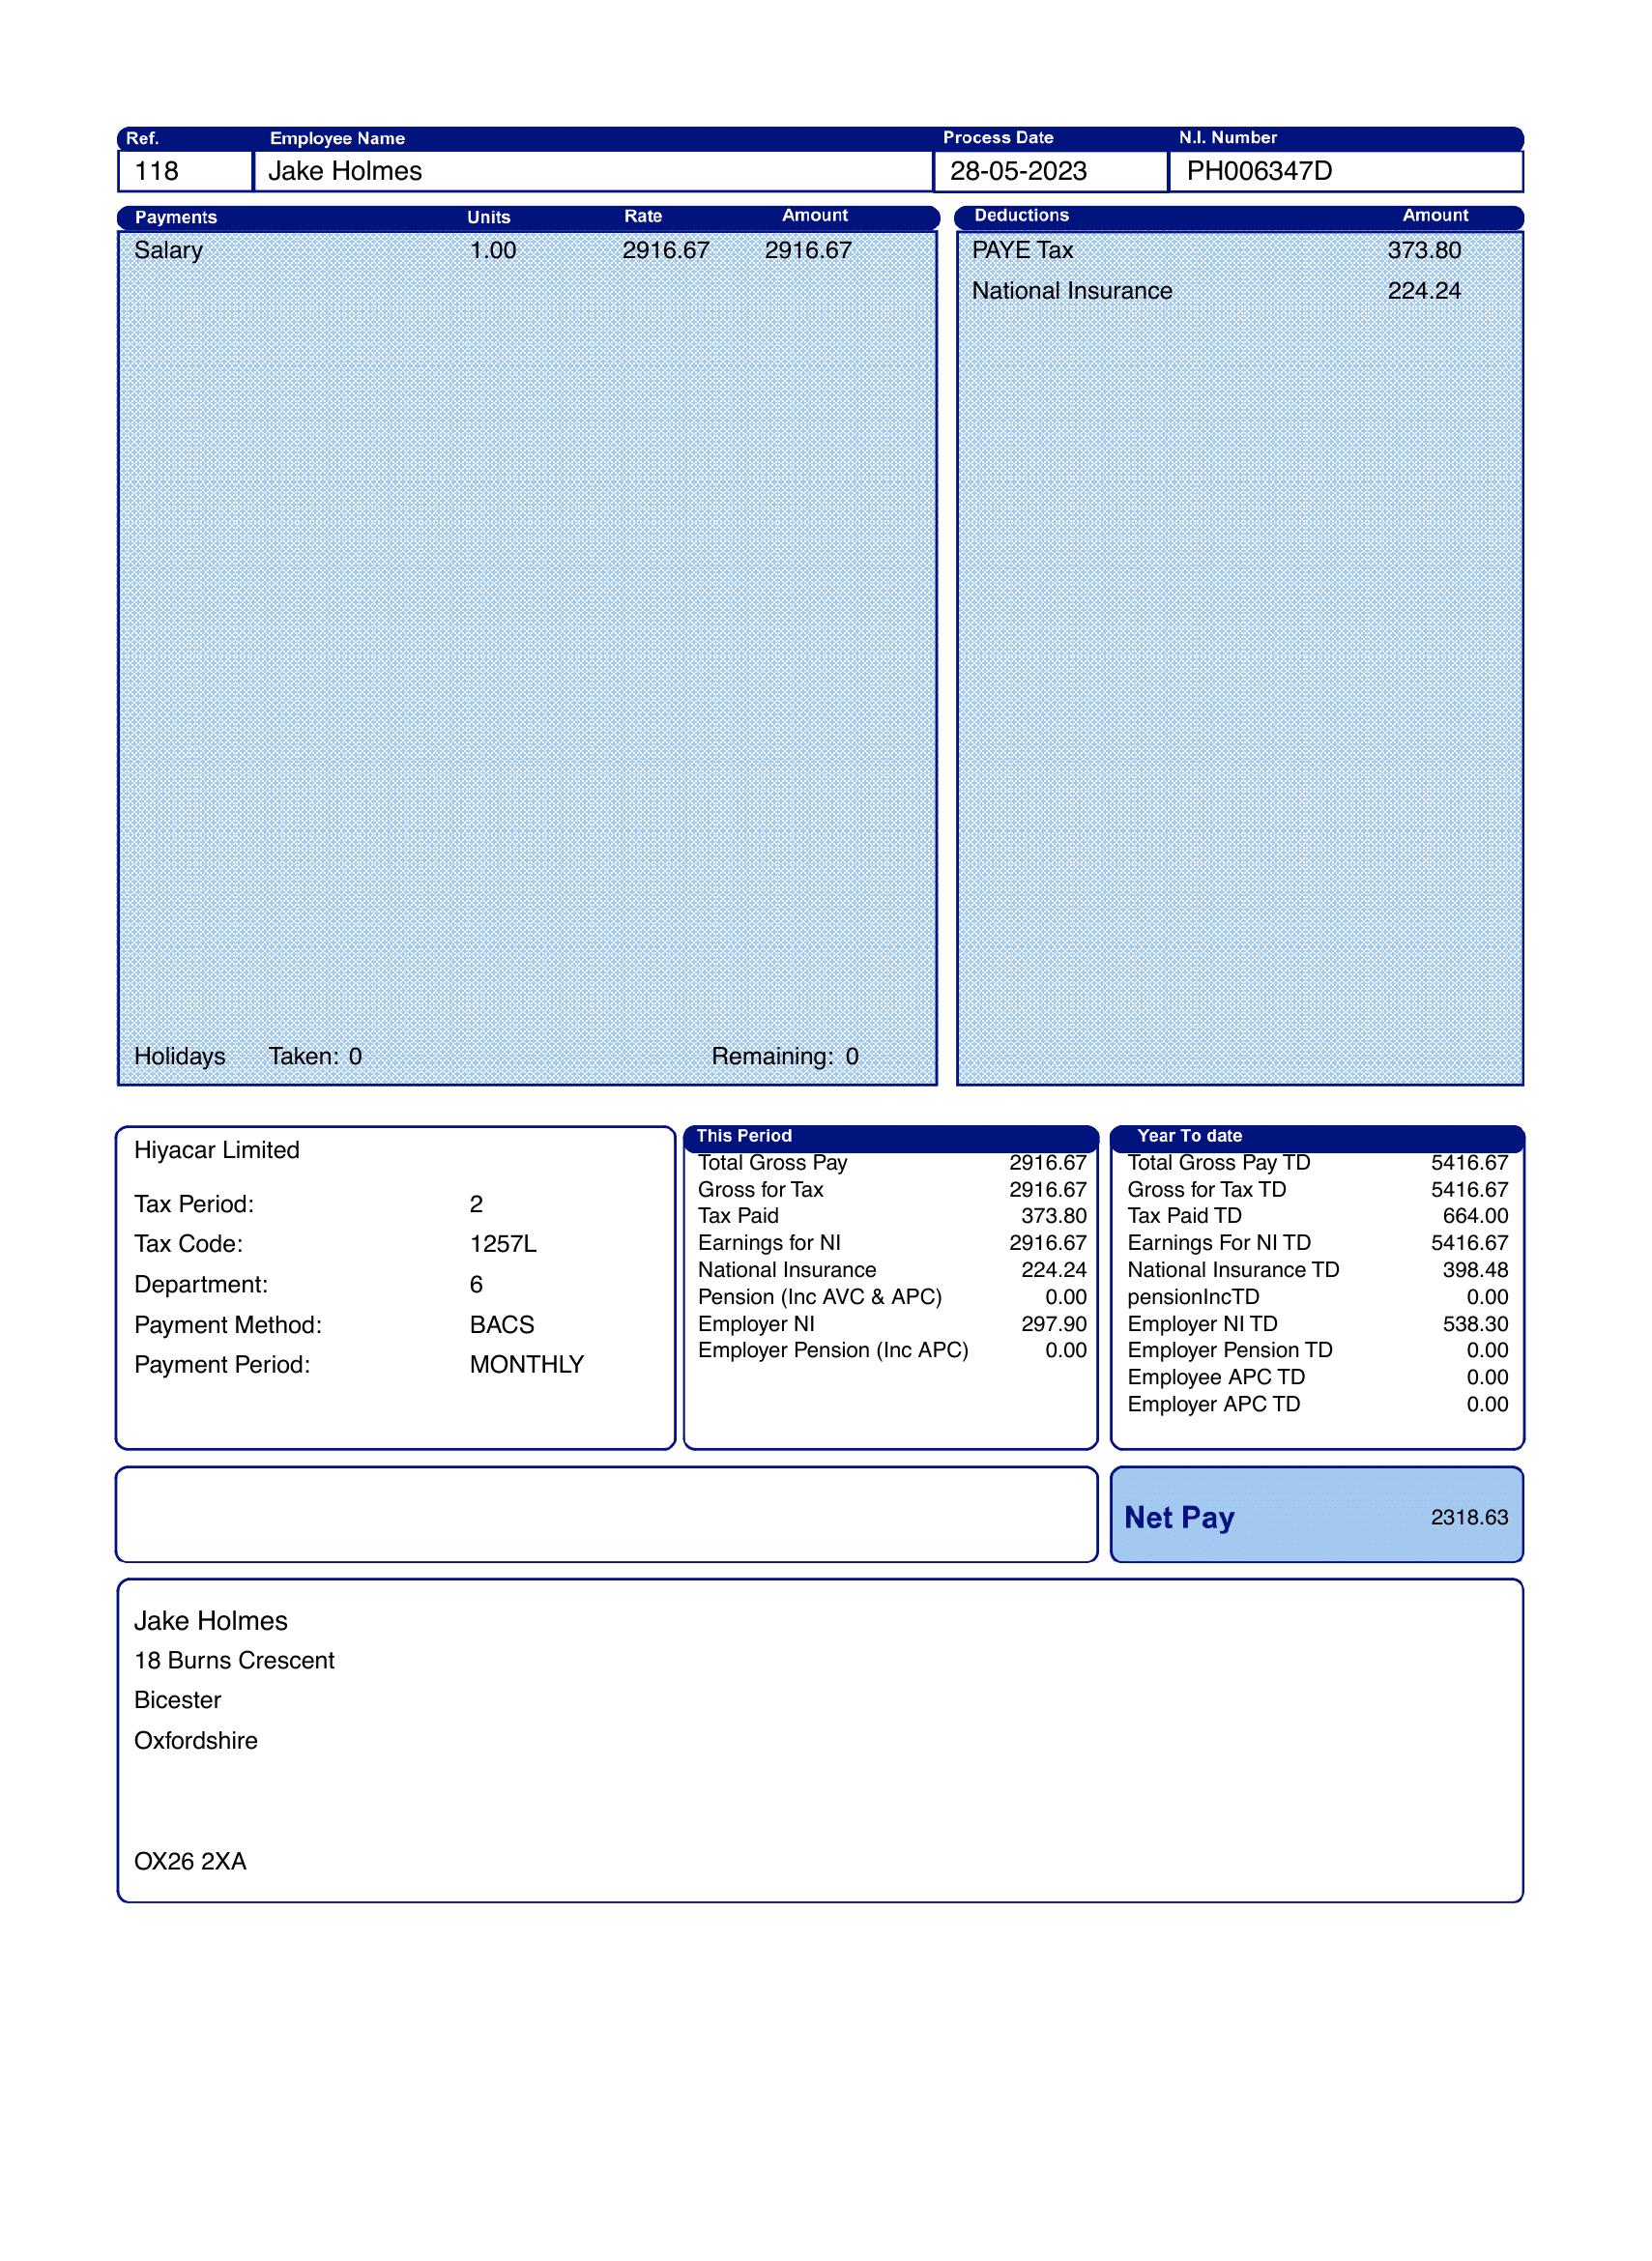 Ref. Employee Name Process Date N.I. Number
118 Jake Holmes 28-05-2023 PH006347D
Payments Units Rate Amount Deductions Amount
Salary 1.00 2916.67 2916.67 PAYE Tax 373.80
National Insurance 224.24
Holidays Taken: 0 Remaining: 0
Hiyacar Limited
Tax Period: 2
Tax Code: 1257L
Department: 6
Payment Method: BACS
Payment Period: MONTHLY
This Period
Total Gross Pay 2916.67
Gross for Tax 2916.67
Tax Paid 373.80
Earnings for NI 2916.67
National Insurance 224.24
Pension (Inc AVC & APC) 0.00
Employer NI 297.90
Employer Pension (Inc APC) 0.00
Year To date
Total Gross Pay TD 5416.67
Gross for Tax TD 5416.67
Tax Paid TD 664.00
Earnings For NI TD 5416.67
National Insurance TD 398.48
pensionIncTD 0.00
Employer NI TD 538.30
Employer Pension TD 0.00
Employee APC TD 0.00
Employer APC TD 0.00
Net Pay 2318.63
Jake Holmes
18 Burns Crescent
Bicester
Oxfordshire
OX26 2XA